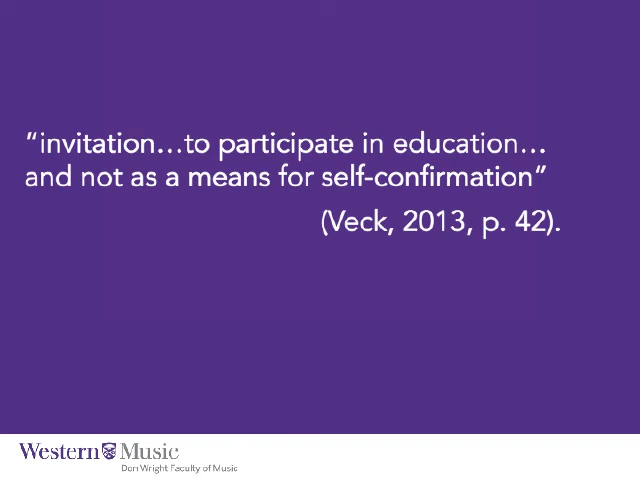 “invitation…to participate in education…
and not as a means for self-confirmation”
(Veck, 2013, p. 42).
Western Music
Don Wright Faculty of Music